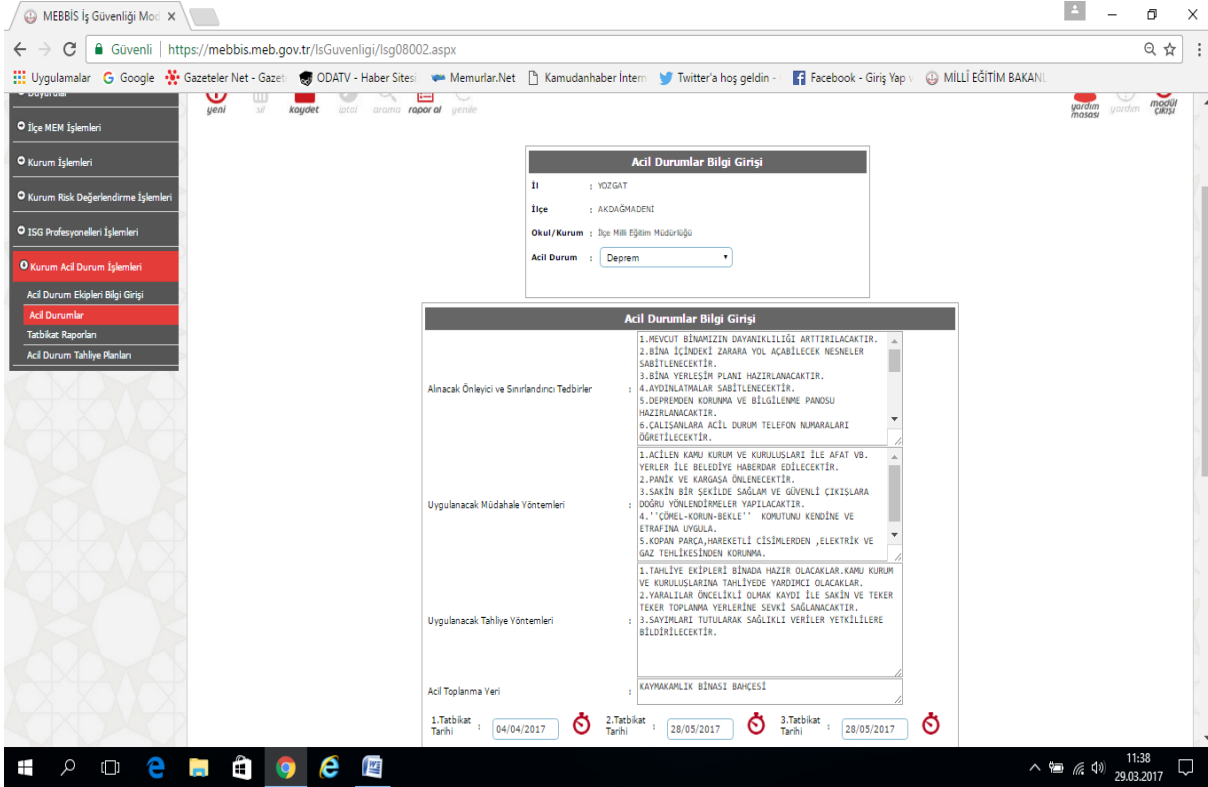 MEBBİS İş Güvenliği Mod
Güvenli | https://mebbis.meb.gov.tr/IsGuvenligi/Isg08002.aspx
Uygulamalar Google Gazeteler Net - Gazet ODATV - Haber Sitesi Memurlar.Net Kamudanhaber İntern Twitter'a hoş geldin - Facebook - Giriş Yap v MİLLÎ EĞİTİM BAKANL
Duyurular
yeni sil kaydet iptal arama rapor al yenile
yardım masası yardım modül çıkışı
İlçe MEM İşlemleri
Kurum İşlemleri
Kurum Risk Değerlendirme İşlemleri
ISG Profesyonelleri İşlemleri
Kurum Acil Durum İşlemleri
Acil Durum Ekipleri Bilgi Girişi
Acil Durumlar
Tatbikat Raporları
Acil Durum Tahliye Planları
Acil Durumlar Bilgi Girişi
İl : YOZGAT
İlçe : AKDAĞMADENİ
Okul/Kurum : İlçe Milli Eğitim Müdürlüğü
Acil Durum : Deprem
Acil Durumlar Bilgi Girişi
Alınacak Önleyici ve Sınırlandırıcı Tedbirler :
1.MEVCUT BİNAMIZIN DAYANIKLILIĞI ARTTIRILACAKTIR.
2.BİNA İÇİNDEKİ ZARARA YOL AÇABİLECEK NESNELER
SABİTLENECEKTİR.
3.BİNA YERLEŞİM PLANI HAZIRLANACAKTIR.
4.AYDINLATMALAR SABİTLENECEKTİR.
5.DEPREMDEN KORUNMA VE BİLGİLENME PANOSU
HAZIRLANACAKTIR.
6.ÇALIŞANLARA ACİL DURUM TELEFON NUMARALARI
ÖĞRETİLECEKTİR.
Uygulanacak Müdahale Yöntemleri :
1.ACİLEN KAMU KURUM VE KURULUŞLARI İLE AFAT VB.
YERLER İLE BELEDİYE HABERDAR EDİLECEKTİR.
2.PANİK VE KARGAŞA ÖNLENECEKTİR.
3.SAKİN BİR ŞEKİLDE SAĞLAM VE GÜVENLİ ÇIKIŞLARA
DOĞRU YÖNLENDİRMELER YAPILACAKTIR.
4.''ÇÖMEL-KORUN-BEKLE'' KOMUTUNU KENDİNE VE
ETRAFINA UYGULA.
5.KOPAN PARÇA,HAREKETLİ CİSİMLERDEN ,ELEKTRİK VE
GAZ TEHLİKESİNDEN KORUNMA.
Uygulanacak Tahliye Yöntemleri :
1.TAHLİYE EKİPLERİ BİNADA HAZIR OLACAKLAR.KAMU KURUM
VE KURULUŞLARINA TAHLİYEDE YARDIMCI OLACAKLAR.
2.YARALILAR ÖNCELİKLİ OLMAK KAYDI İLE SAKİN VE TEKER
TEKER TOPLANMA YERLERİNE SEVKİ SAĞLANACAKTIR.
3.SAYIMLARI TUTULARAK SAĞLIKLI VERİLER YETKİLİLERE
BİLDİRİLECEKTİR.
Acil Toplanma Yeri : KAYMAKAMLIK BİNASI BAHÇESİ
1.Tatbikat Tarihi : 04/04/2017 2.Tatbikat Tarihi : 28/05/2017 3.Tatbikat Tarihi : 28/05/2017
11:38
29.03.2017